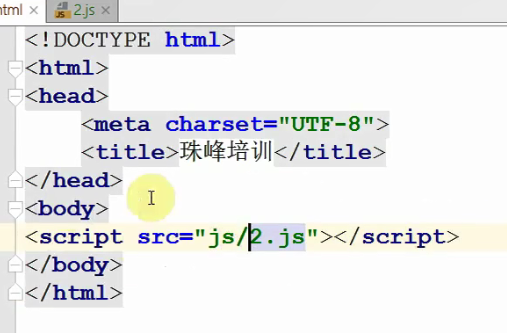 html × 2.js ×
<!DOCTYPE html>
<html>
<head>
<meta charset="UTF-8">
<title>珠峰培训</title>
</head>
<body>
<script src="js/2.js"></script>
</body>
</html>